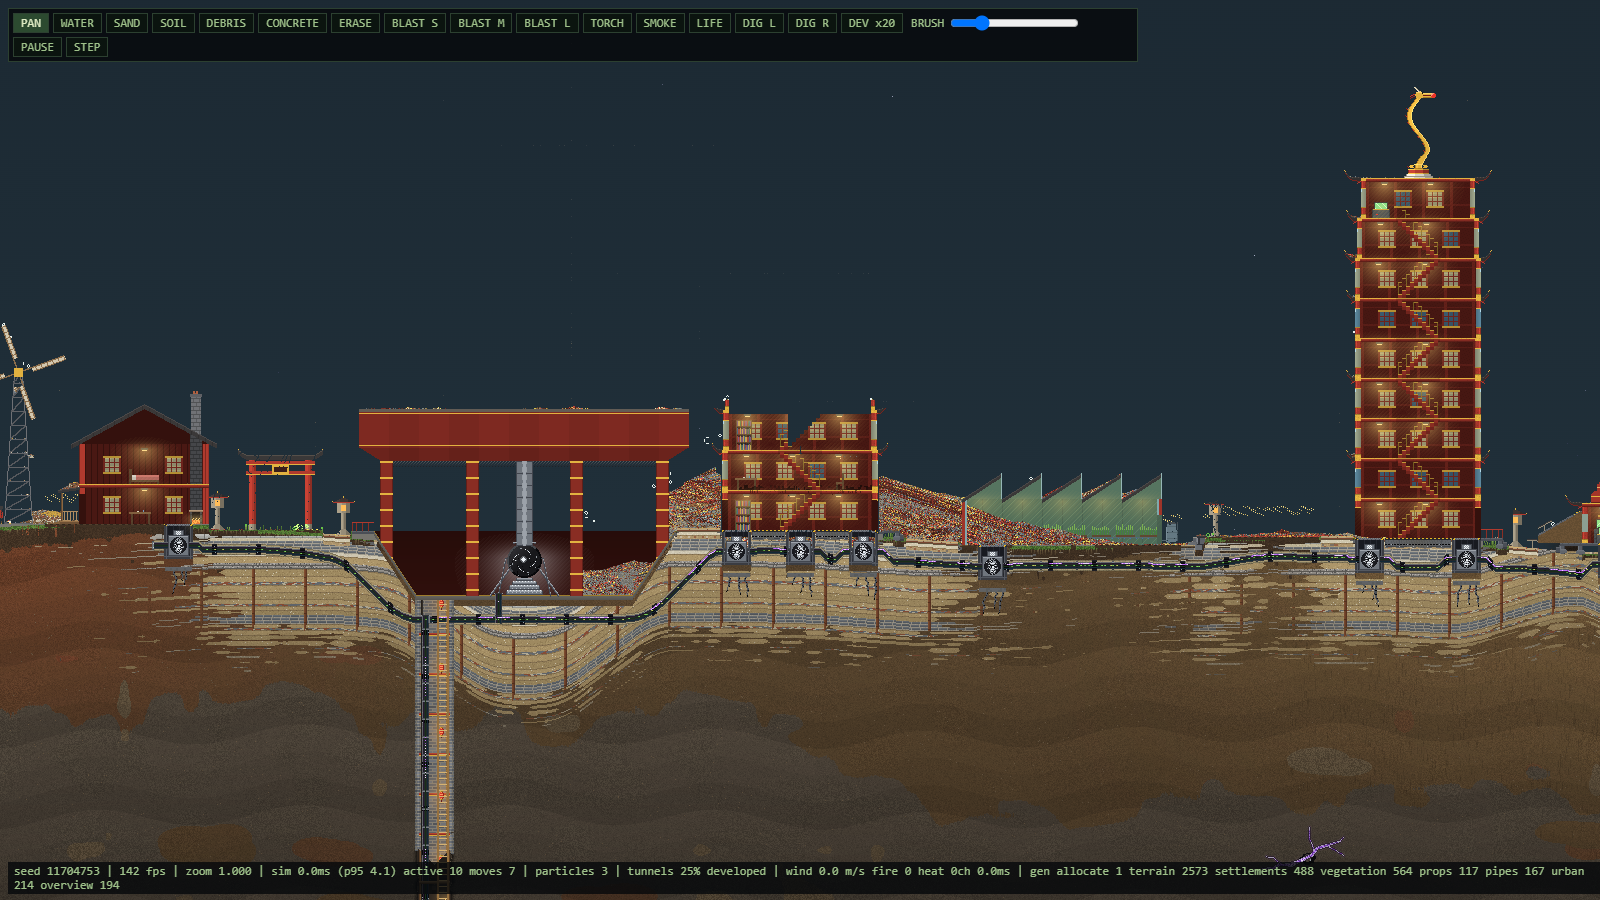 PAN WATER SAND SOIL DEBRIS CONCRETE ERASE BLAST S BLAST M BLAST L TORCH SMOKE LIFE DIG L DIG R DEV x20 BRUSH
PAUSE STEP
seed 11704753 | 142 fps | zoom 1.000 | sim 0.0ms (p95 4.1) active 10 moves 7 | particles 3 | tunnels 25% developed | wind 0.0 m/s fire 0 heat 0ch 0.0ms | gen allocate 1 terrain 2573 settlements 488 vegetation 564 props 117 pipes 167 urban
214 overview 194